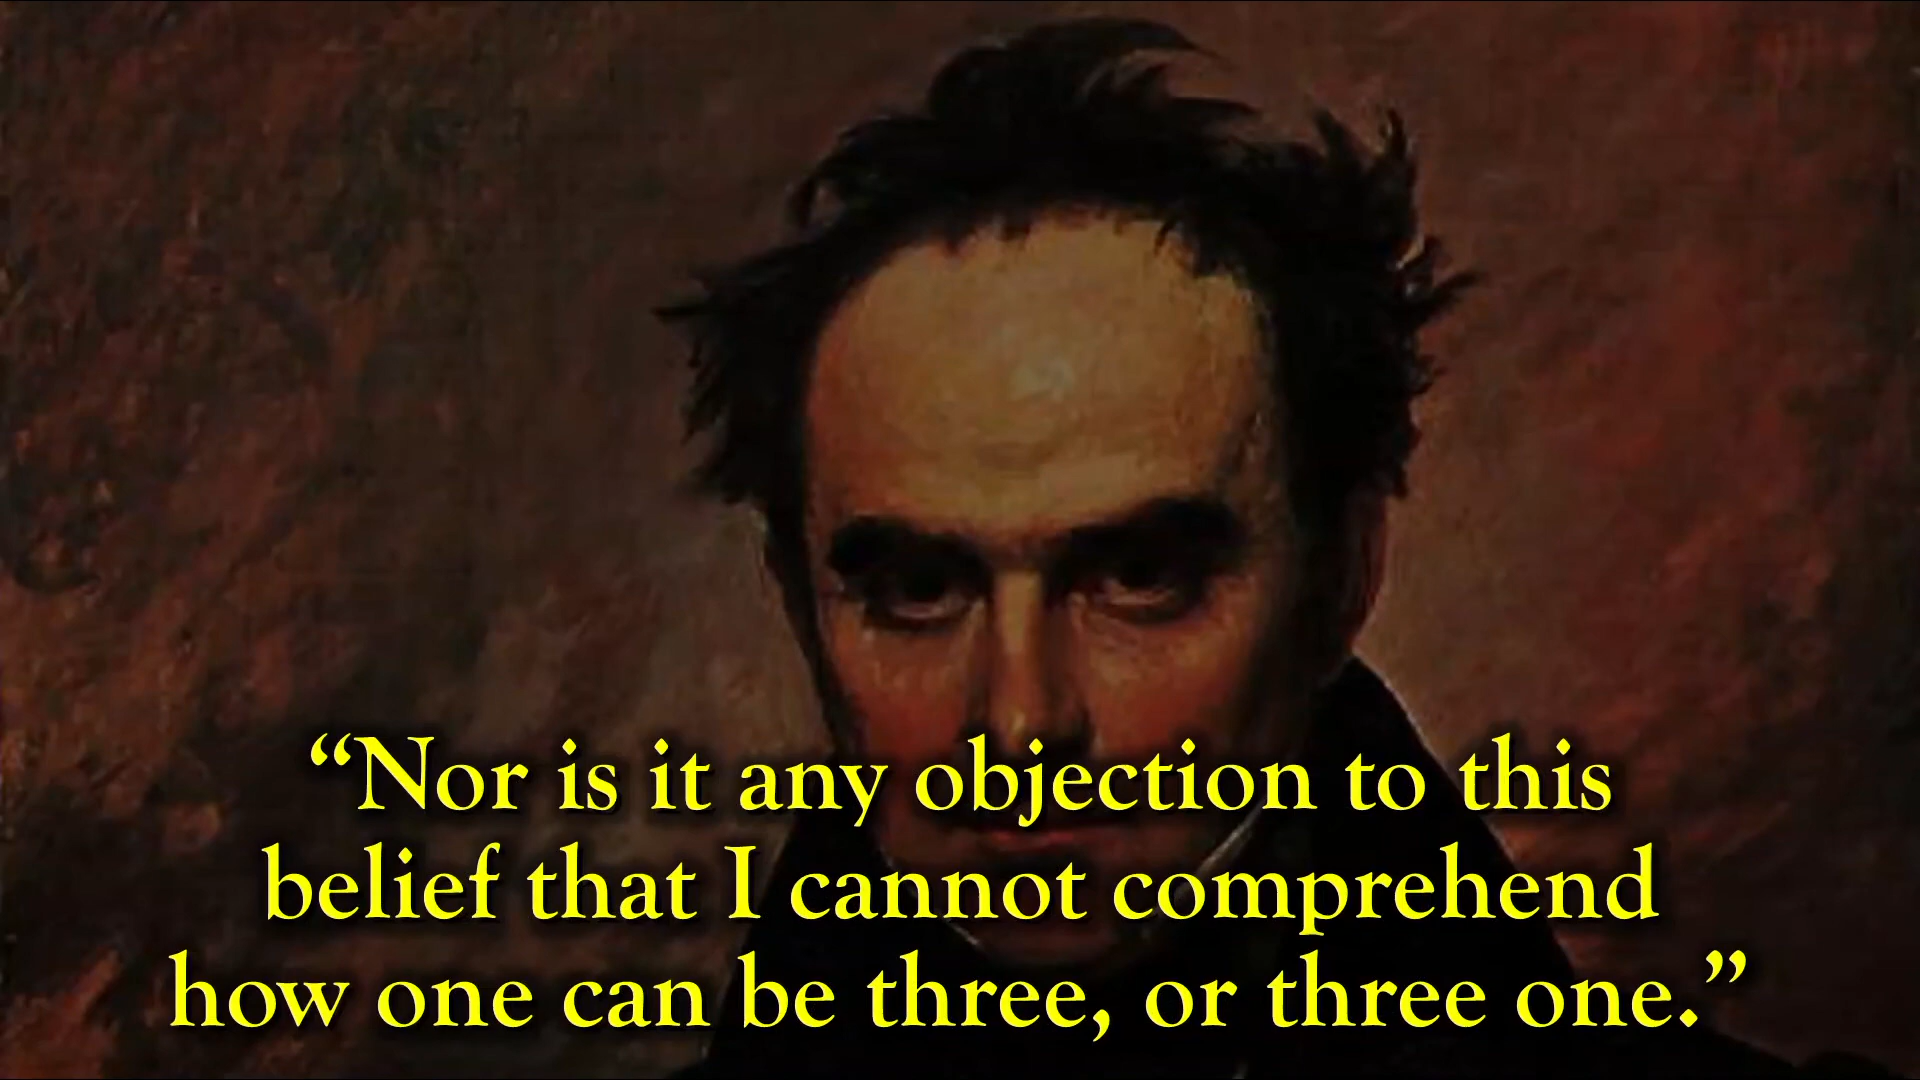 “Nor is it any objection to this
belief that I cannot comprehend
how one can be three, or three one.”